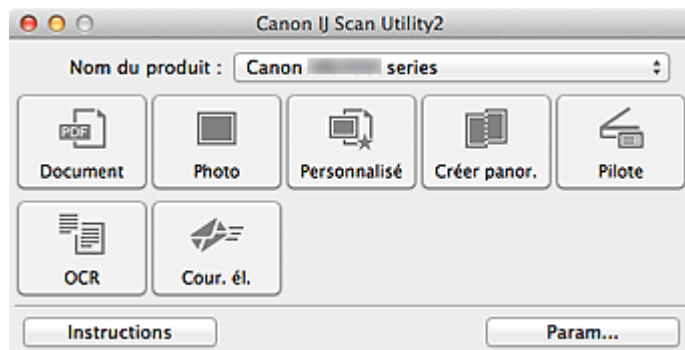 Canon IJ Scan Utility2
Nom du produit : Canon series
PDF
Document Photo Personnalisé Créer panor. Pilote
OCR Cour. él.
Instructions Param...